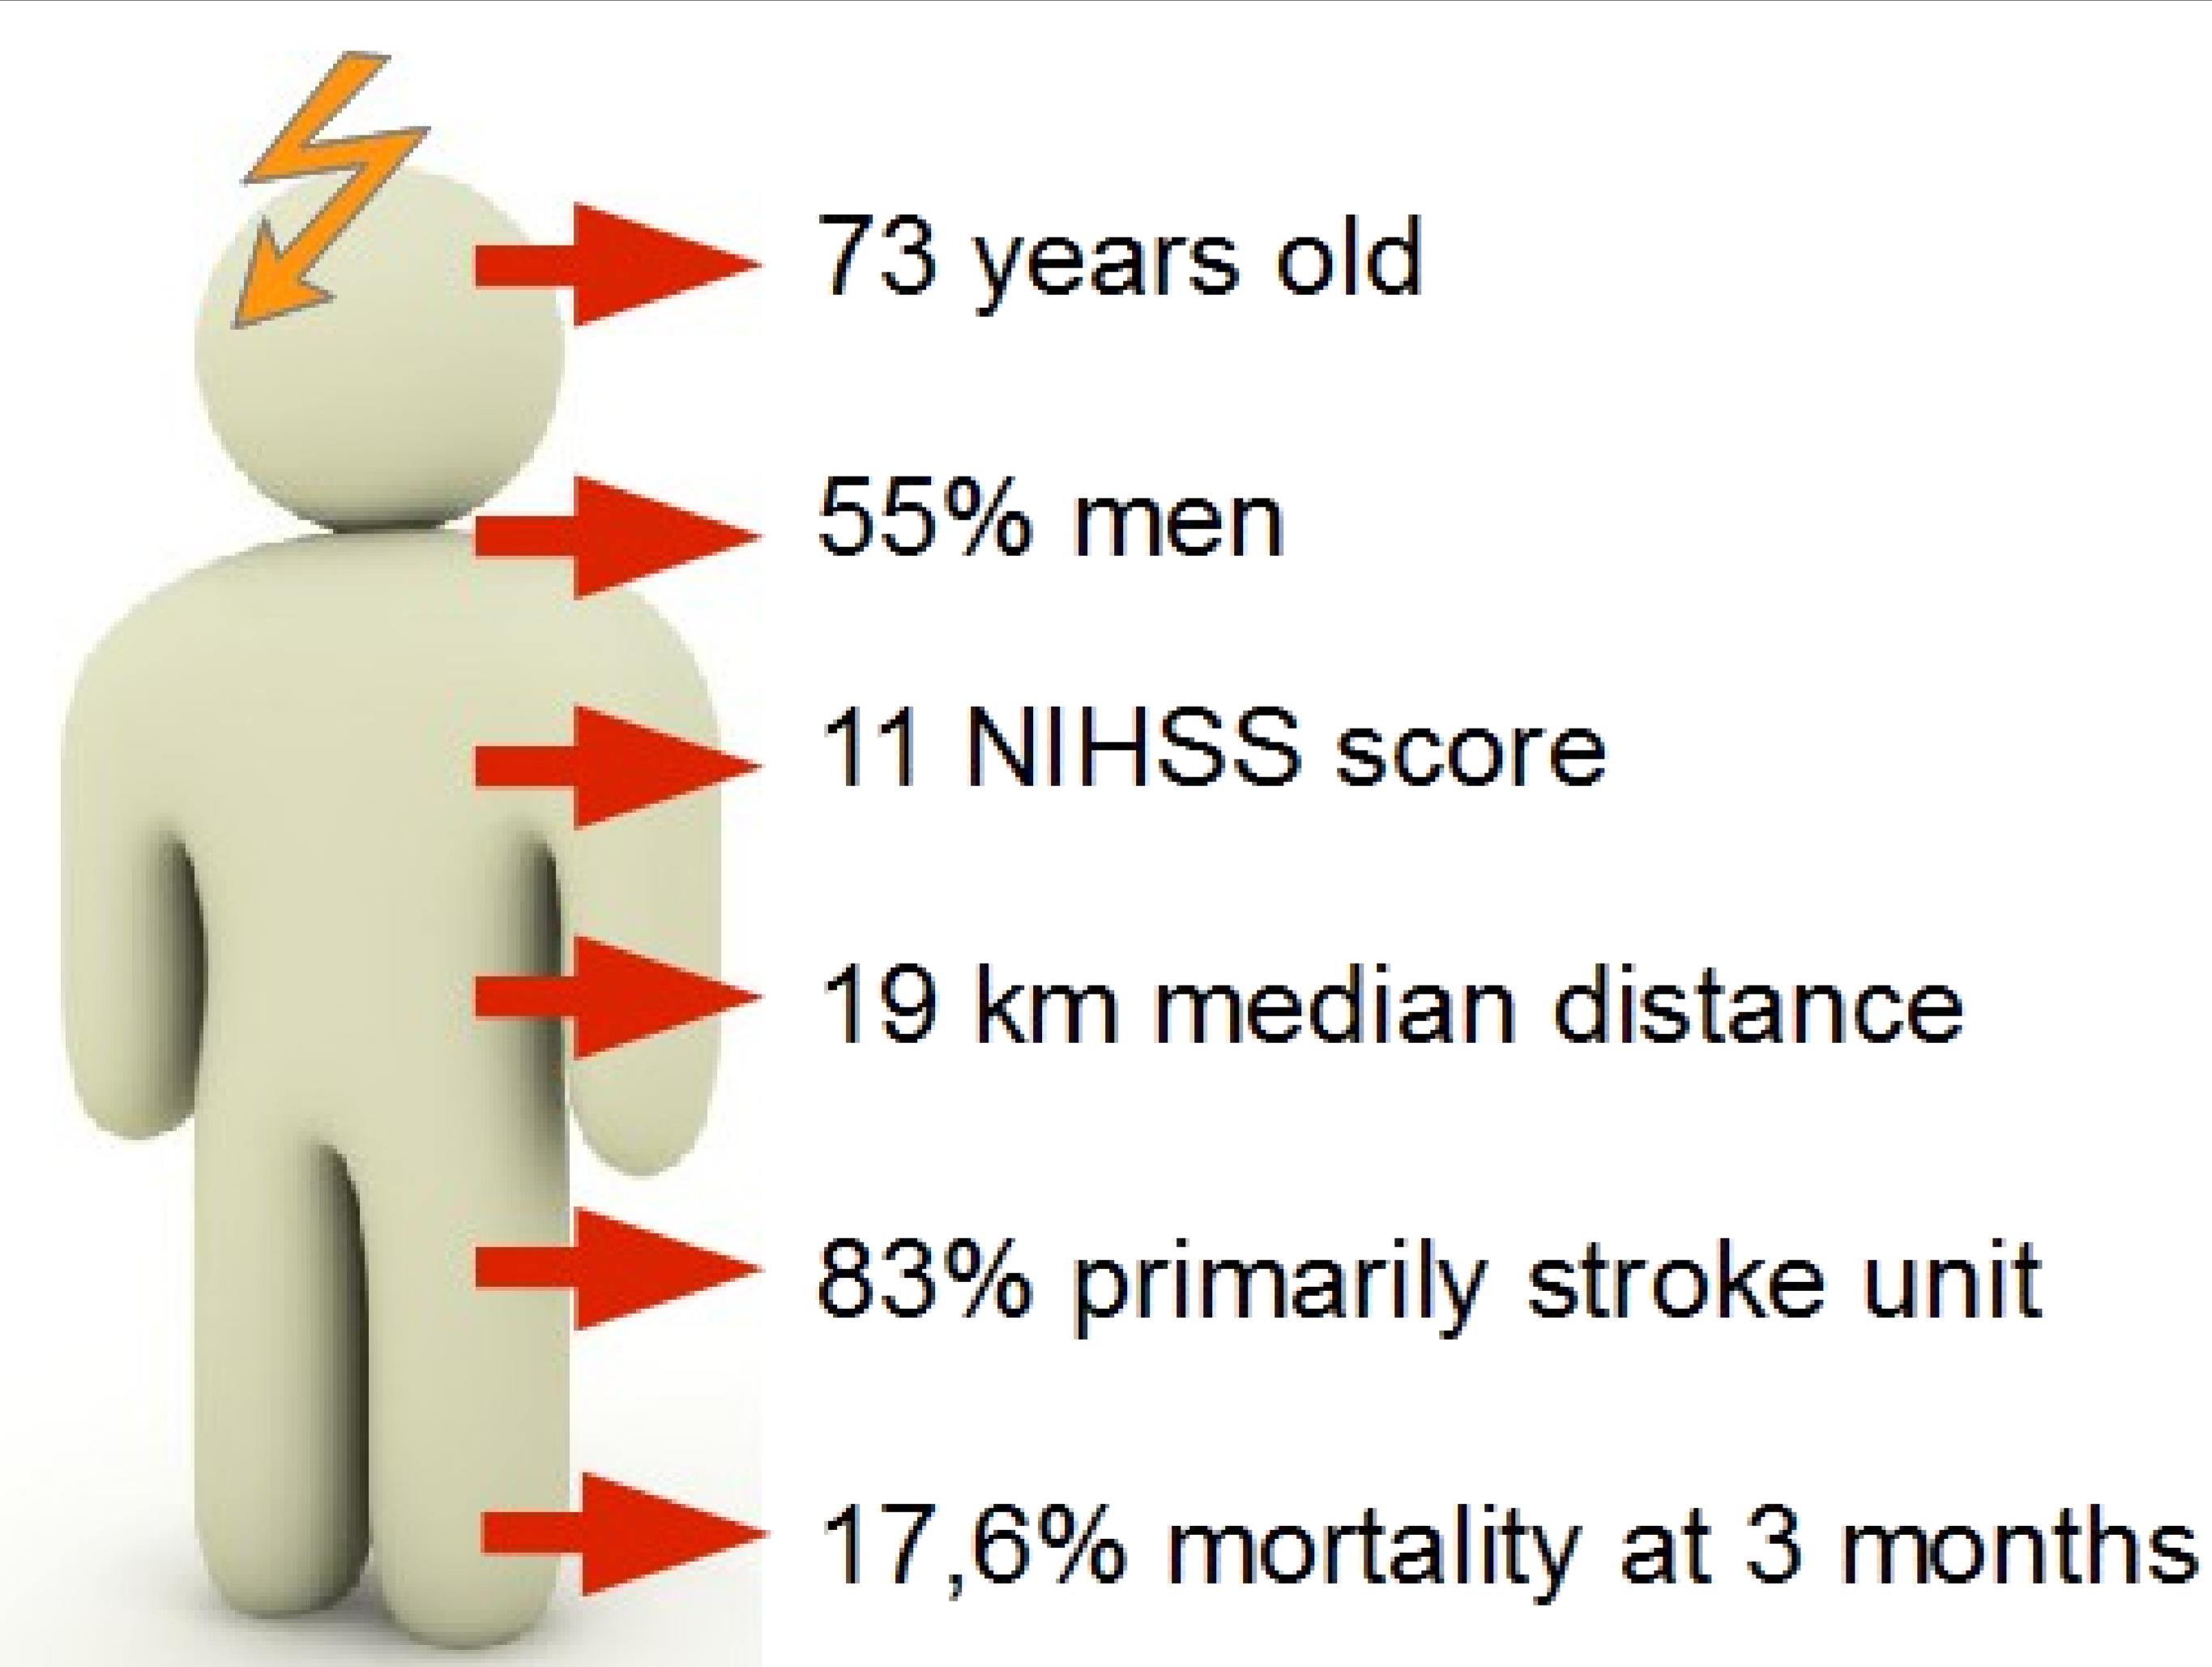 73 years old
55% men
11 NIHSS score
19 km median distance
83% primarily stroke unit
17,6% mortality at 3 months